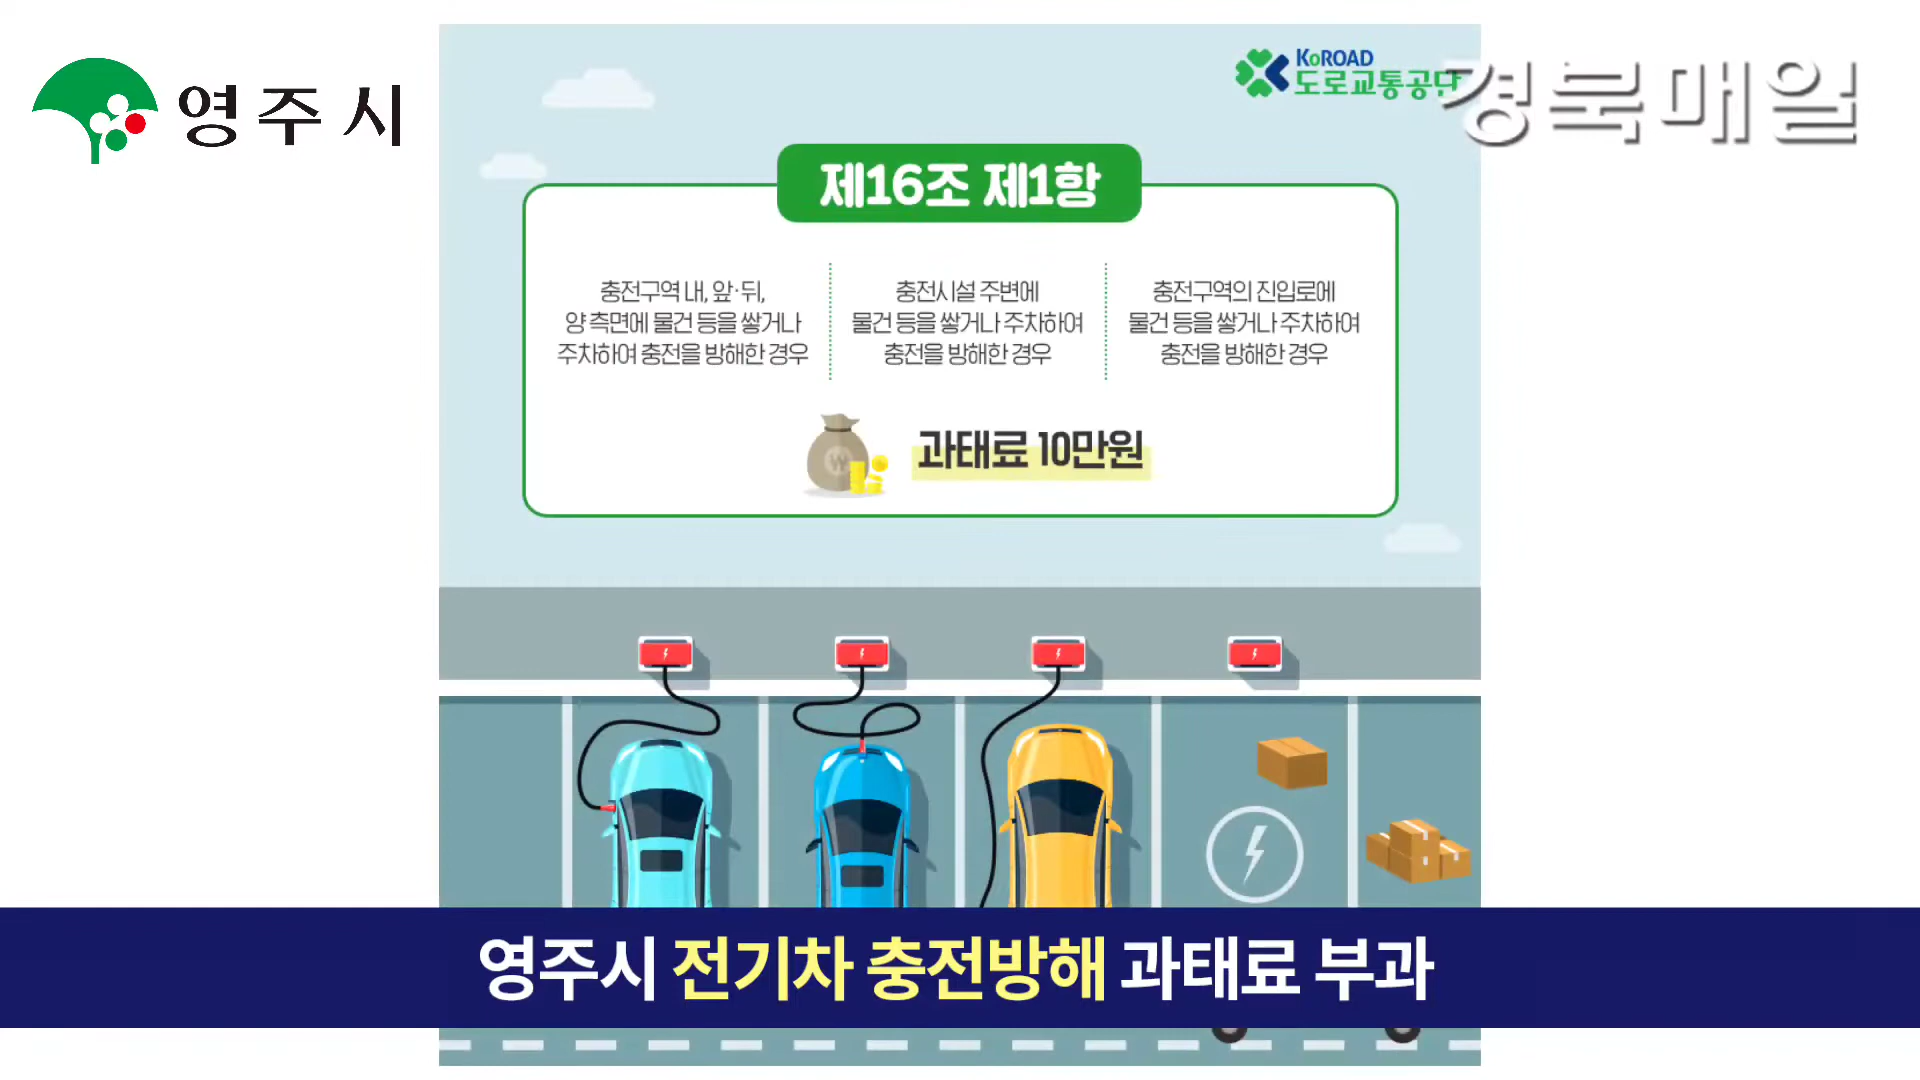 영주시
KoROAD
도로교통공단
경북매일
제16조 제1항
충전구역 내, 앞·뒤,
양 측면에 물건 등을 쌓거나
주차하여 충전을 방해한 경우
충전시설 주변에
물건 등을 쌓거나 주차하여
충전을 방해한 경우
충전구역의 진입로에
물건 등을 쌓거나 주차하여
충전을 방해한 경우
과태료 10만원
영주시 전기차 충전방해 과태료 부과